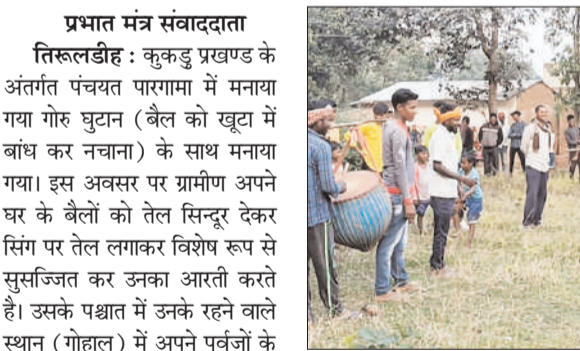 प्रभात मंत्र संवाददाता
तिरूलडीह : कुकडु प्रखण्ड के
अंतर्गत पंचयत पारगामा में मनाया
गया गोरु घुटान (बैल को खूटा में
बांध कर नचाना) के साथ मनाया
गया। इस अवसर पर ग्रामीण अपने
घर के बैलों को तेल सिन्दूर देकर
सिंग पर तेल लगाकर विशेष रूप से
सुसज्जित कर उनका आरती करते
है। उसके पश्चात में उनके रहने वाले
स्थान (गोहाल) में अपने पूर्वजों के